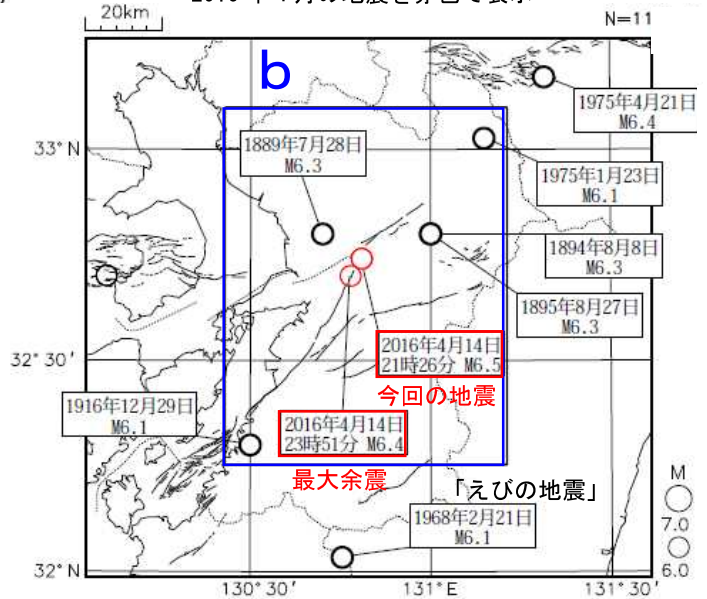 20km
N=11
b
1975年4月21日
M6.4
33°N
1889年7月28日
M6.3
1975年1月23日
M6.1
1894年8月8日
M6.3
1895年8月27日
M6.3
32°30′
2016年4月14日
21時26分 M6.5
今回の地震
1916年12月29日
M6.1
2016年4月14日
23時51分 M6.4
最大余震
「えびの地震」
1968年2月21日
M6.1
M
7.0
6.0
32°N
130°30′
131°E
131°30′